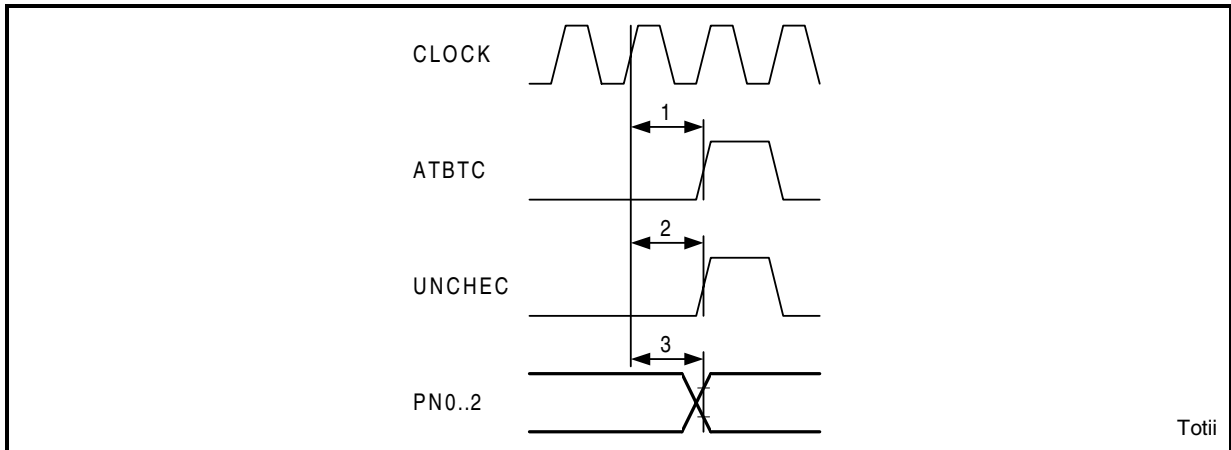 CLOCK
1
ATBTC
2
UNCHEC
3
PN0..2
Totii